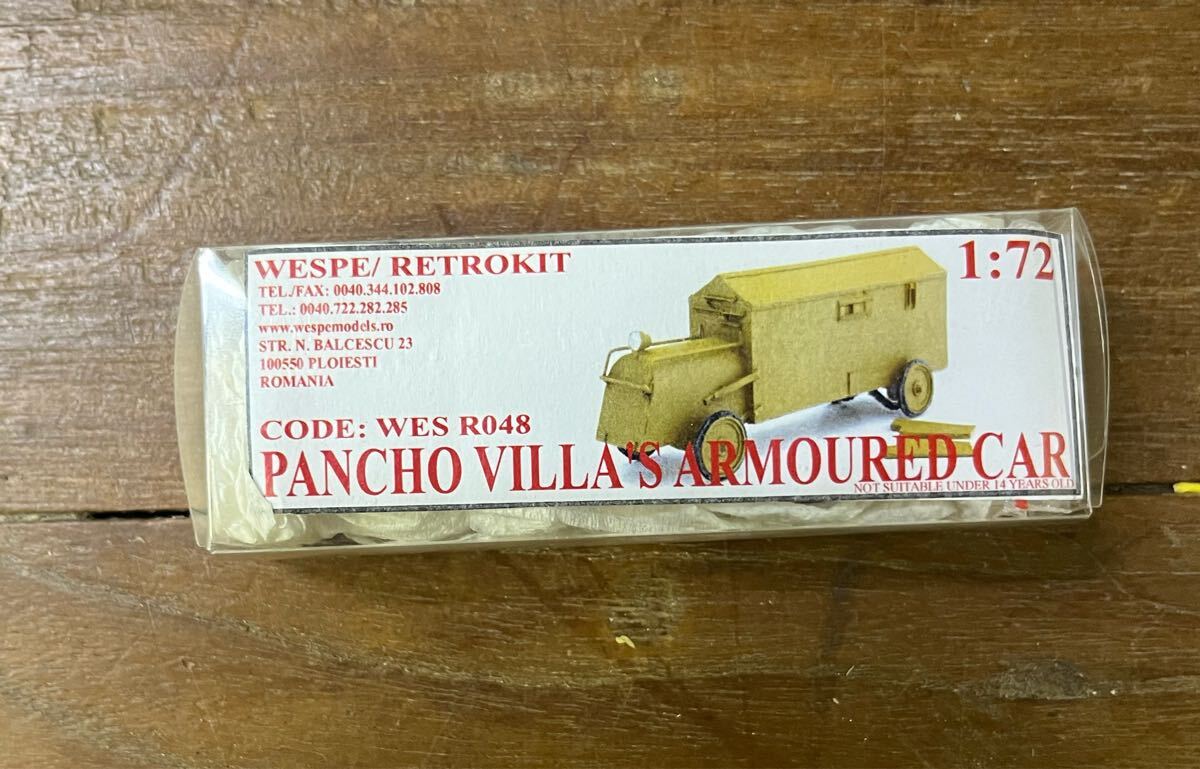 WESPE/ RETROKIT
1:72
TEL./FAX: 0040.344.102.808
TEL.: 0040.722.282.285
www.wespemodels.ro
STR. N. BALCESCU 23
100550 PLOIESTI
ROMANIA
CODE: WES R048
PANCHO VILLA'S ARMOURED CAR
NOT SUITABLE UNDER 14 YEARS OLD